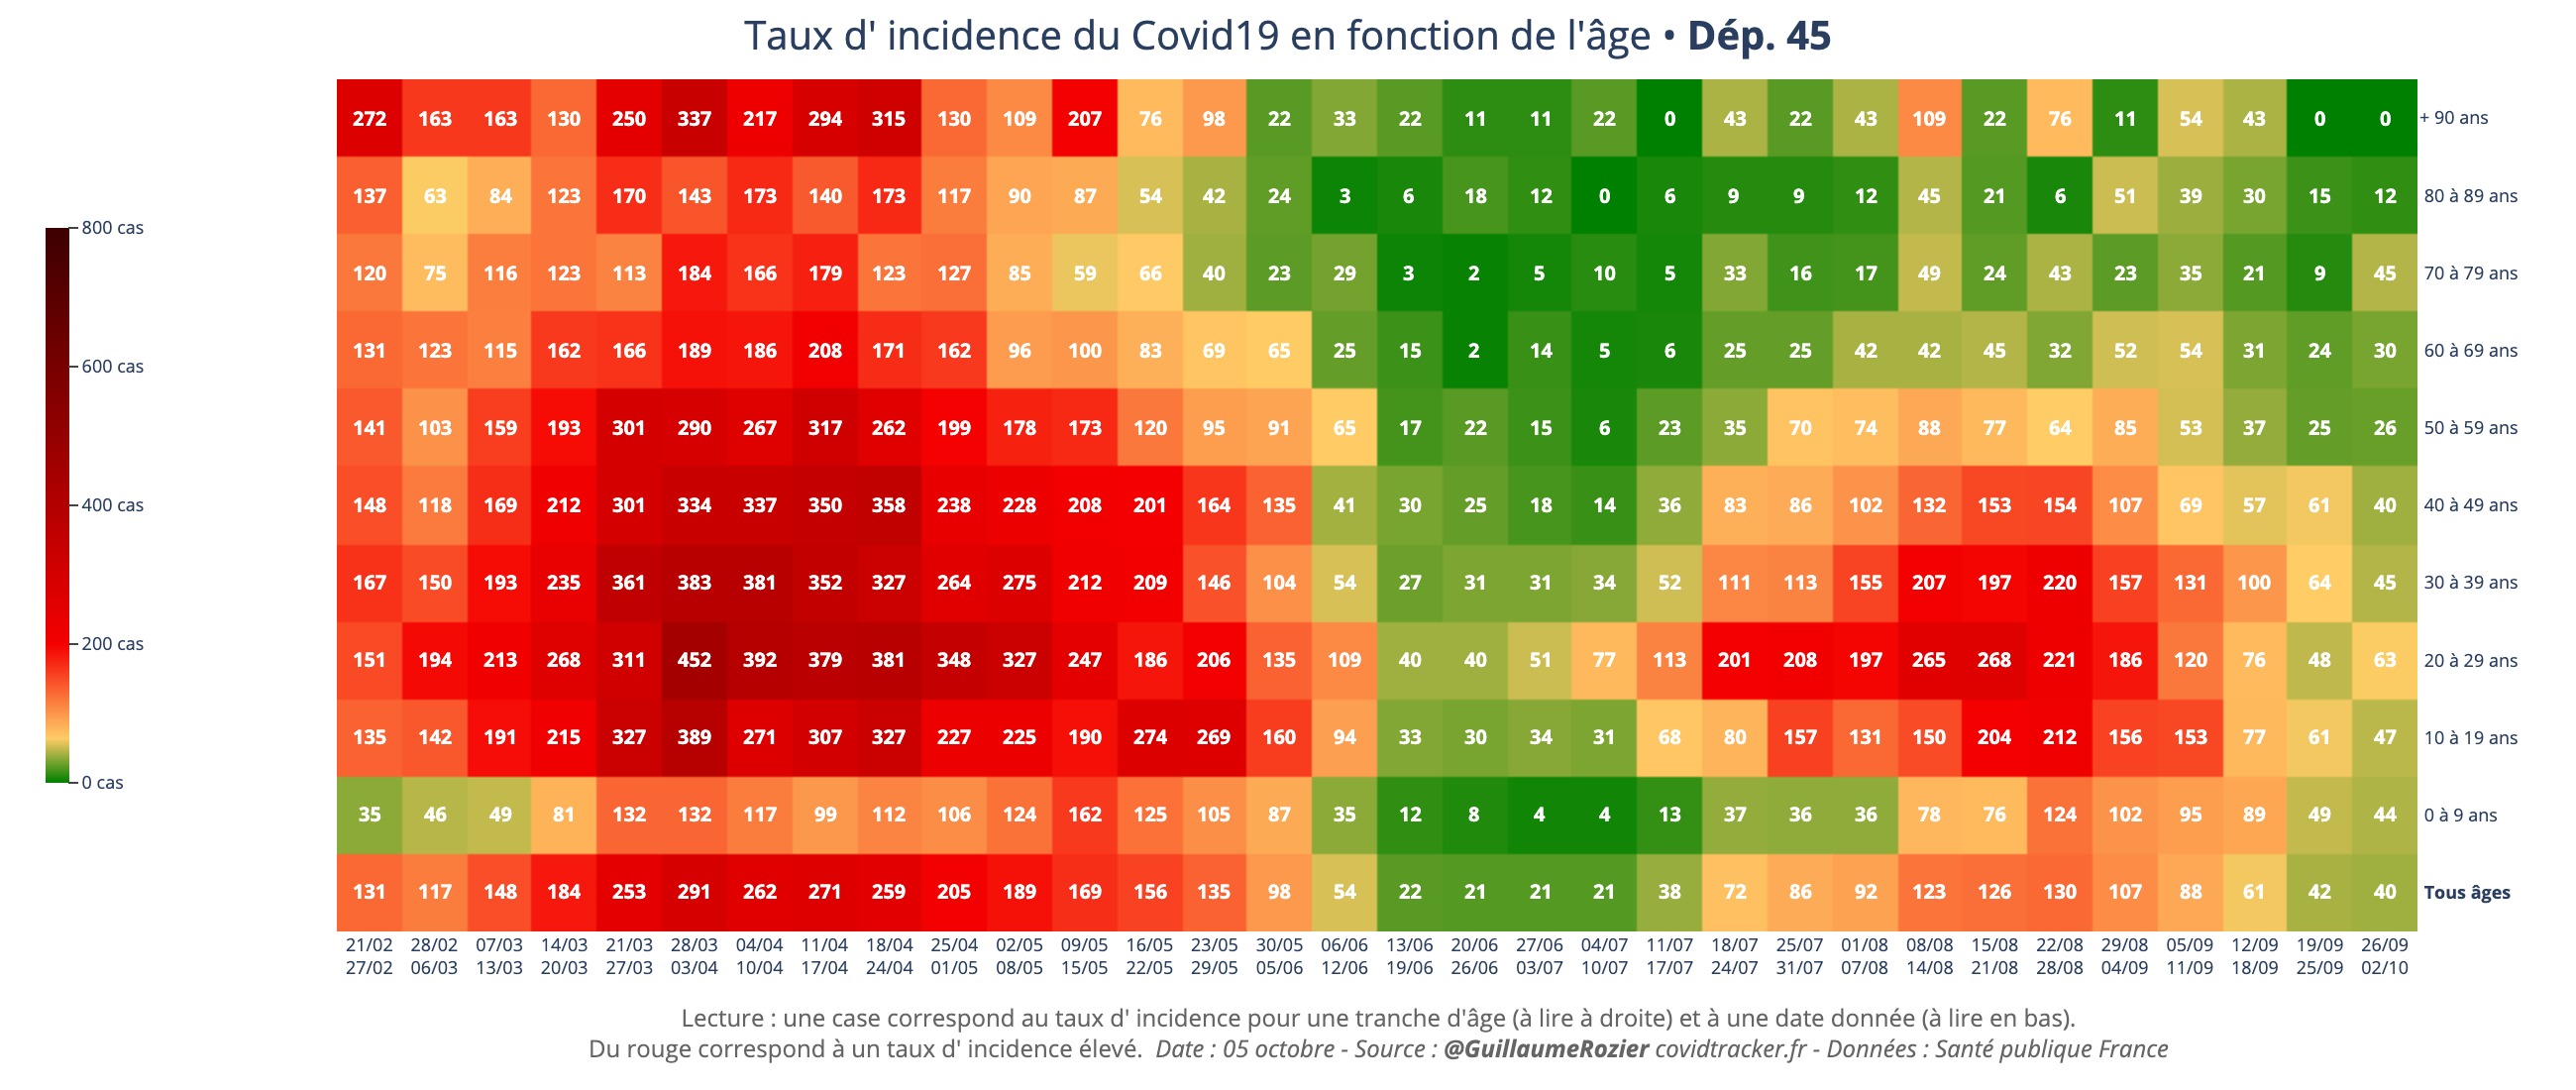 Taux d' incidence du Covid19 en fonction de l'âge • Dép. 45
800 cas
600 cas
400 cas
200 cas
0 cas
272 163 163 130 250 337 217 294 315 130 109 207 76 98 22 33 22 11 11 22 0 43 22 43 109 22 76 11 54 43 0 0 + 90 ans
137 63 84 123 170 143 173 140 173 117 90 87 54 42 24 3 6 18 12 0 6 9 9 12 45 21 6 51 39 30 15 12 80 à 89 ans
120 75 116 123 113 184 166 179 123 127 85 59 66 40 23 29 3 2 5 10 5 33 16 17 49 24 43 23 35 21 9 45 70 à 79 ans
131 123 115 162 166 189 186 208 171 162 96 100 83 69 65 25 15 2 14 5 6 25 25 42 42 45 32 52 54 31 24 30 60 à 69 ans
141 103 159 193 301 290 267 317 262 199 178 173 120 95 91 65 17 22 15 6 23 35 70 74 88 77 64 85 53 37 25 26 50 à 59 ans
148 118 169 212 301 334 337 350 358 238 228 208 201 164 135 41 30 25 18 14 36 83 86 102 132 153 154 107 69 57 61 40 40 à 49 ans
167 150 193 235 361 383 381 352 327 264 275 212 209 146 104 54 27 31 31 34 52 111 113 155 207 197 220 157 131 100 64 45 30 à 39 ans
151 194 213 268 311 452 392 379 381 348 327 247 186 206 135 109 40 40 51 77 113 201 208 197 265 268 221 186 120 76 48 63 20 à 29 ans
135 142 191 215 327 389 271 307 327 227 225 190 274 269 160 94 33 30 34 31 68 80 157 131 150 204 212 156 153 77 61 47 10 à 19 ans
35 46 49 81 132 132 117 99 112 106 124 162 125 105 87 35 12 8 4 4 13 37 36 36 78 76 124 102 95 89 49 44 0 à 9 ans
131 117 148 184 253 291 262 271 259 205 189 169 156 135 98 54 22 21 21 21 38 72 86 92 123 126 130 107 88 61 42 40 Tous âges
21/02 28/02 07/03 14/03 21/03 28/03 04/04 11/04 18/04 25/04 02/05 09/05 16/05 23/05 30/05 06/06 13/06 20/06 27/06 04/07 11/07 18/07 25/07 01/08 08/08 15/08 22/08 29/08 05/09 12/09 19/09 26/09
27/02 06/03 13/03 20/03 27/03 03/04 10/04 17/04 24/04 01/05 08/05 15/05 22/05 29/05 05/06 12/06 19/06 26/06 03/07 10/07 17/07 24/07 31/07 07/08 14/08 21/08 28/08 04/09 11/09 18/09 25/09 02/10
Lecture : une case correspond au taux d' incidence pour une tranche d'âge (à lire à droite) et à une date donnée (à lire en bas).
Du rouge correspond à un taux d' incidence élevé. Date : 05 octobre - Source : @GuillaumeRozier covidtracker.fr - Données : Santé publique France